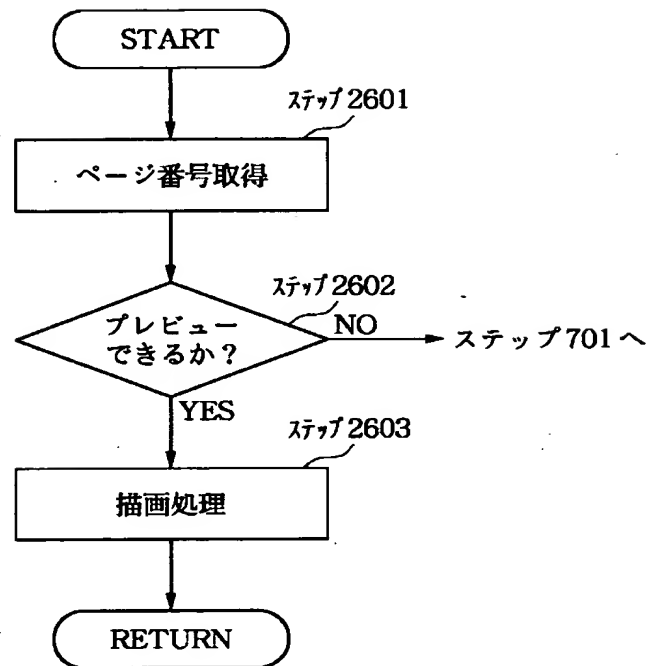 START
ステップ2601
ページ番号取得
ステップ2602
プレビュー
できるか？
NO
ステップ701へ
YES
ステップ2603
描画処理
RETURN